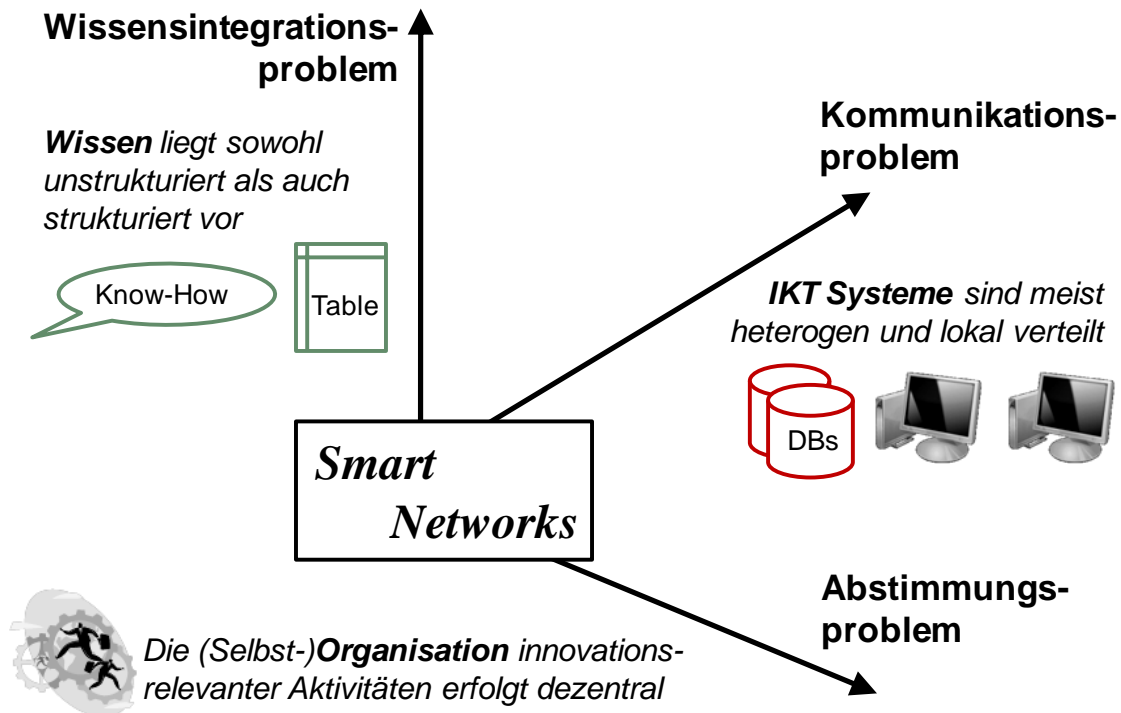 Wissensintegrations-
problem
Wissen liegt sowohl
unstrukturiert als auch
strukturiert vor
Know-How
Table
Kommunikations-
problem
IKT Systeme sind meist
heterogen und lokal verteilt
DBs
Smart
Networks
Abstimmungs-
problem
Die (Selbst-)Organisation innovations-
relevanter Aktivitäten erfolgt dezentral